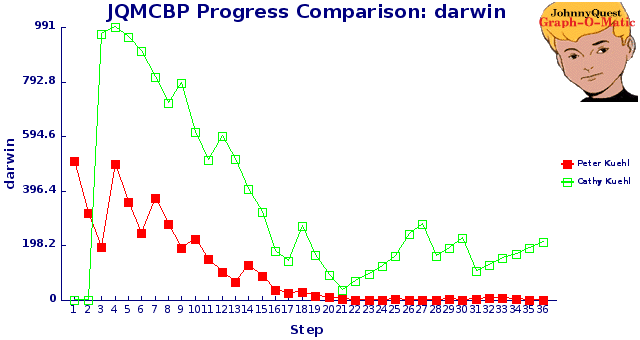 JQMCBP Progress Comparison: darwin
JohnnyQuest
Graph-O-Matic
991
792.8
594.6
396.4
198.2
0
darwin
Peter Kuehl
Cathy Kuehl
1 2 3 4 5 6 7 8 9 10 11 12 13 14 15 16 17 18 19 20 21 22 23 24 25 26 27 28 29 30 31 32 33 34 35 36
Step